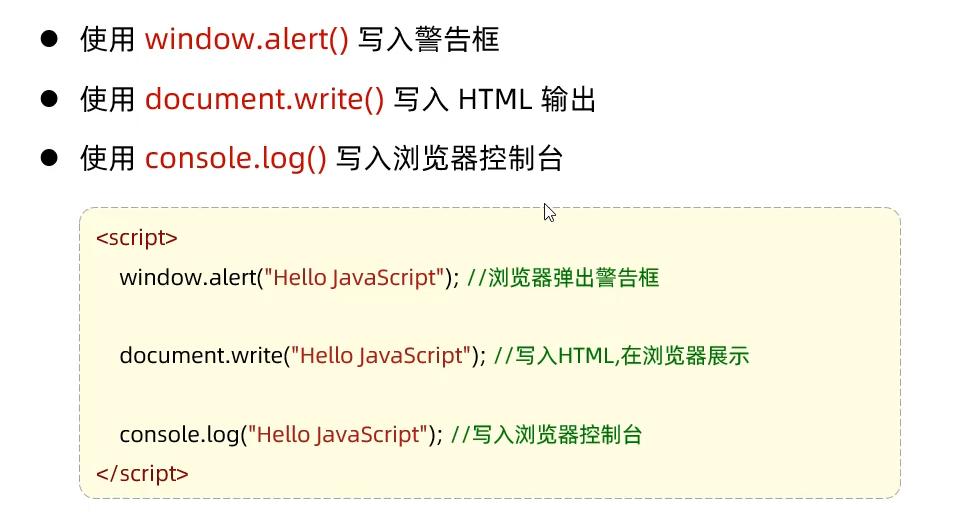 ● 使用 window.alert() 写入警告框
● 使用 document.write() 写入 HTML 输出
● 使用 console.log() 写入浏览器控制台
<script>
window.alert("Hello JavaScript"); //浏览器弹出警告框
document.write("Hello JavaScript"); //写入HTML,在浏览器展示
console.log("Hello JavaScript"); //写入浏览器控制台
</script>